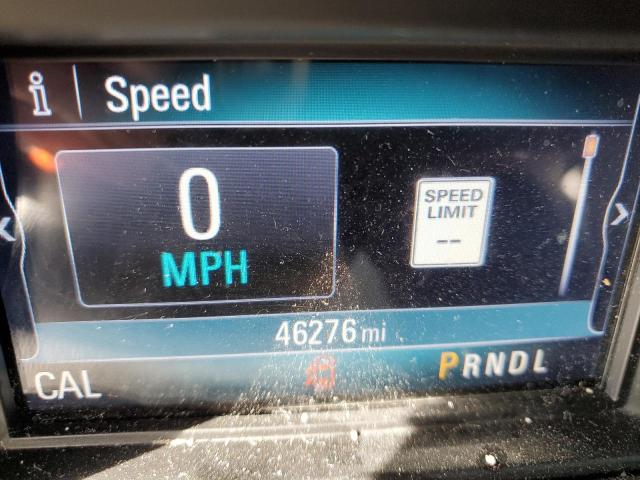 i | Speed
0
MPH
SPEED
LIMIT
--
46276 mi
CAL
PRNDL